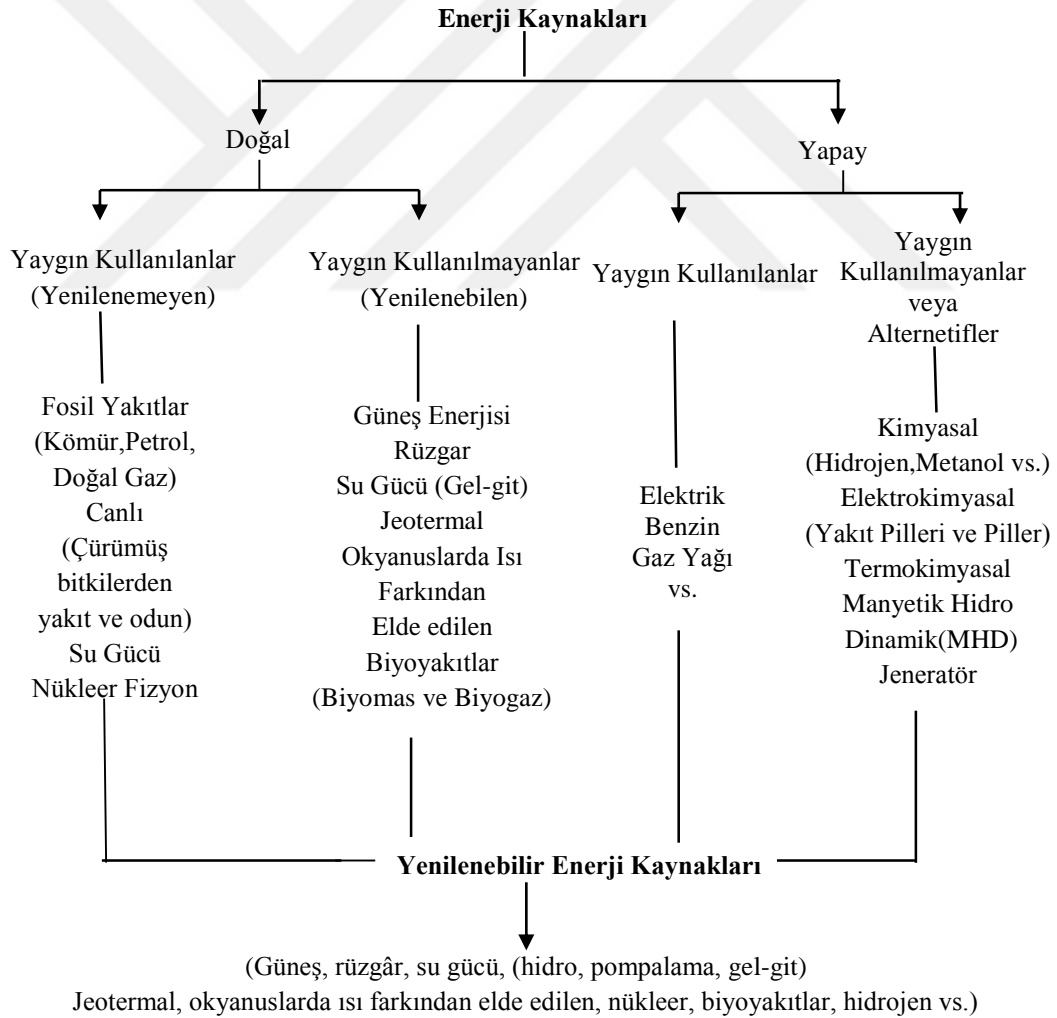 Enerji Kaynakları
Doğal
Yapay
Yaygın Kullanılanlar
(Yenilenemeyen)
Yaygın Kullanılmayanlar
(Yenilenebilen)
Yaygın Kullanılanlar
Yaygın
Kullanılmayanlar
veya
Alternetifler
Fosil Yakıtlar
(Kömür,Petrol,
Doğal Gaz)
Canlı
(Çürümüş
bitkilerden
yakıt ve odun)
Su Gücü
Nükleer Fizyon
Güneş Enerjisi
Rüzgar
Su Gücü (Gel-git)
Jeotermal
Okyanuslarda Isı
Farkından
Elde edilen
Biyoyakıtlar
(Biyomas ve Biyogaz)
Elektrik
Benzin
Gaz Yağı
vs.
Kimyasal
(Hidrojen,Metanol vs.)
Elektrokimyasal
(Yakıt Pilleri ve Piller)
Termokimyasal
Manyetik Hidro
Dinamik(MHD)
Jeneratör
Yenilenebilir Enerji Kaynakları
(Güneş, rüzgâr, su gücü, (hidro, pompalama, gel-git)
Jeotermal, okyanuslarda ısı farkından elde edilen, nükleer, biyoyakıtlar, hidrojen vs.)